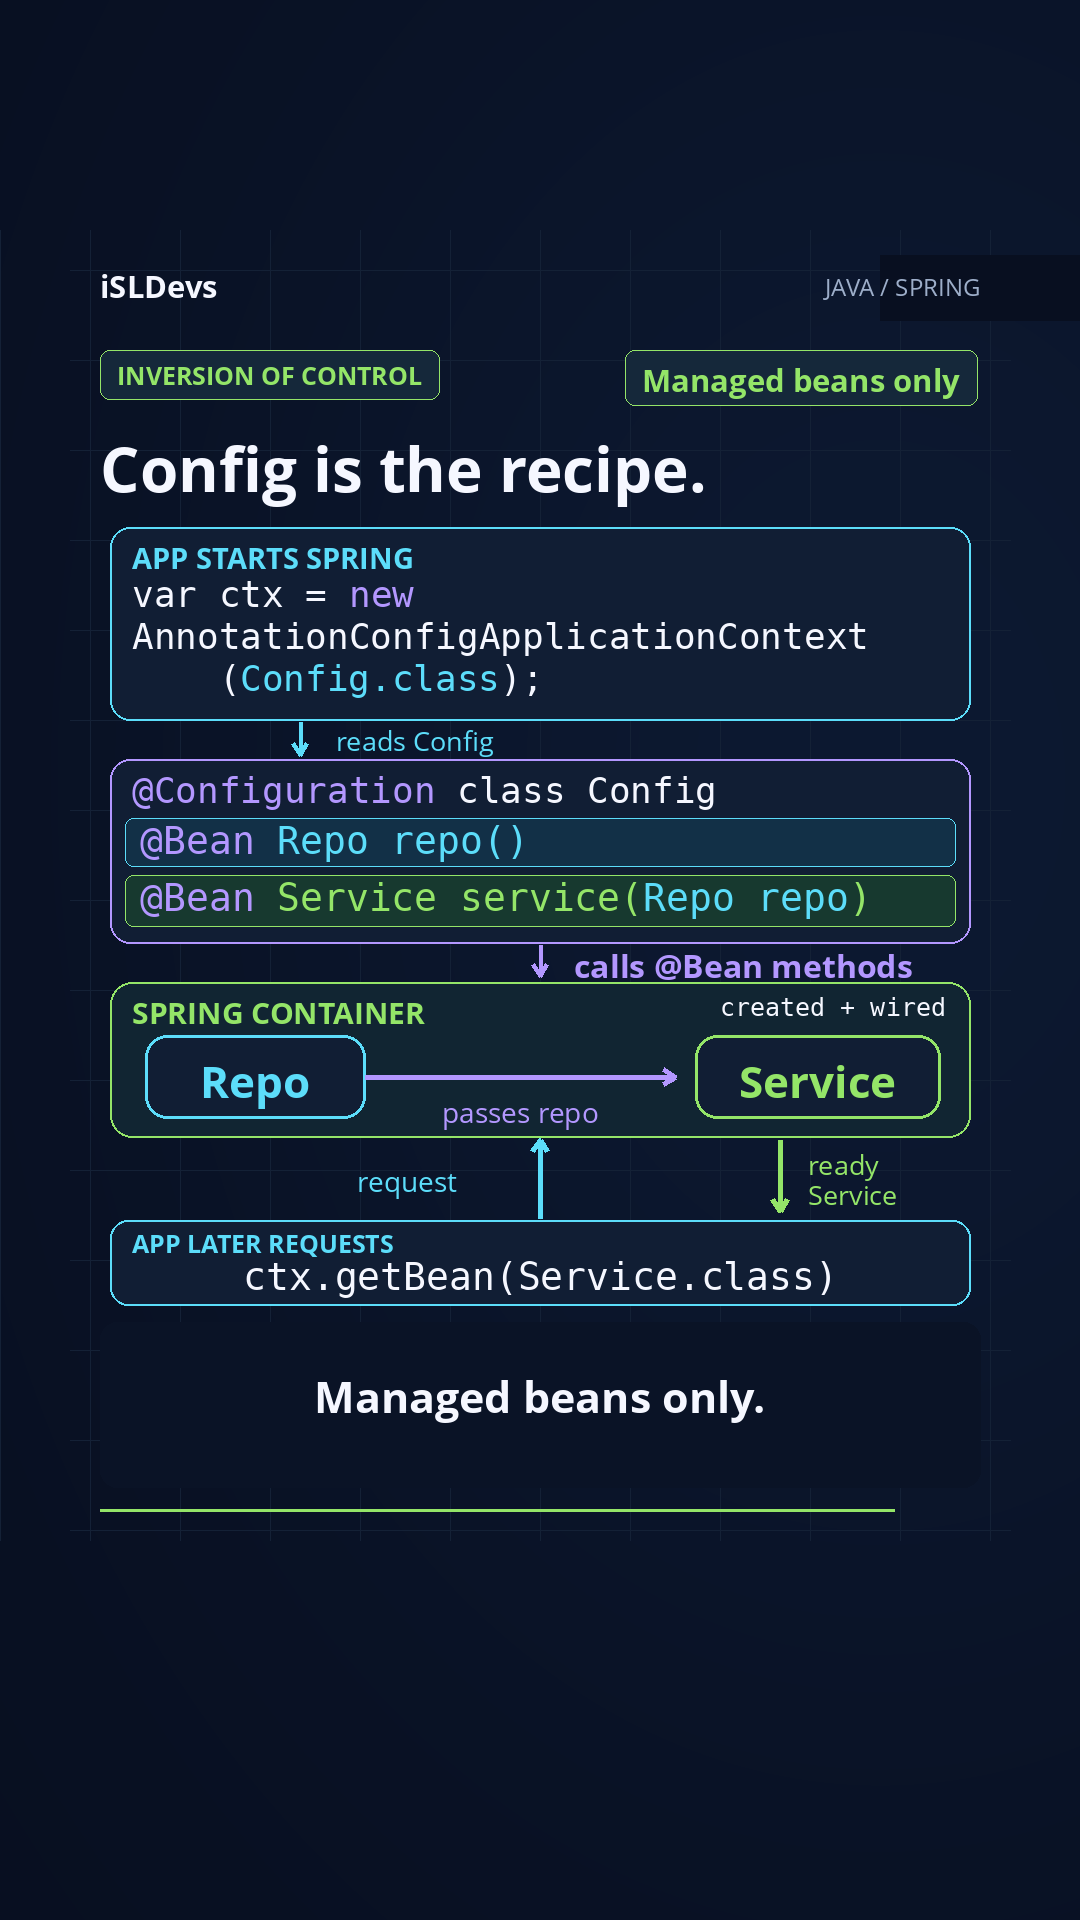 iSLDevs
JAVA / SPRING
INVERSION OF CONTROL
Managed beans only
Config is the recipe.
APP STARTS SPRING
var ctx = new
AnnotationConfigApplicationContext
(Config.class);
reads Config
@Configuration class Config
@Bean Repo repo()
@Bean Service service(Repo repo)
calls @Bean methods
SPRING CONTAINER
created + wired
Repo
Service
passes repo
request
ready
Service
APP LATER REQUESTS
ctx.getBean(Service.class)
Managed beans only.